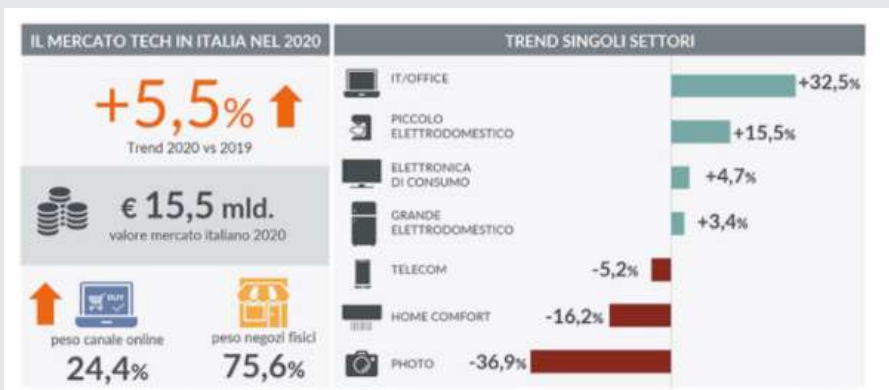 IL MERCATO TECH IN ITALIA NEL 2020
+5,5%
Trend 2020 vs 2019
€ 15,5 mld.
valore mercato italiano 2020
BUY
peso canale online
24,4%
peso negozi fisici
75,6%
TREND SINGOLI SETTORI
IT/OFFICE
+32,5%
PICCOLO
ELETTRODOMESTICO
+15,5%
ELETTRONICA
DI CONSUMO
+4,7%
GRANDE
ELETTRODOMESTICO
+3,4%
TELECOM
-5,2%
HOME COMFORT
-16,2%
PHOTO
-36,9%